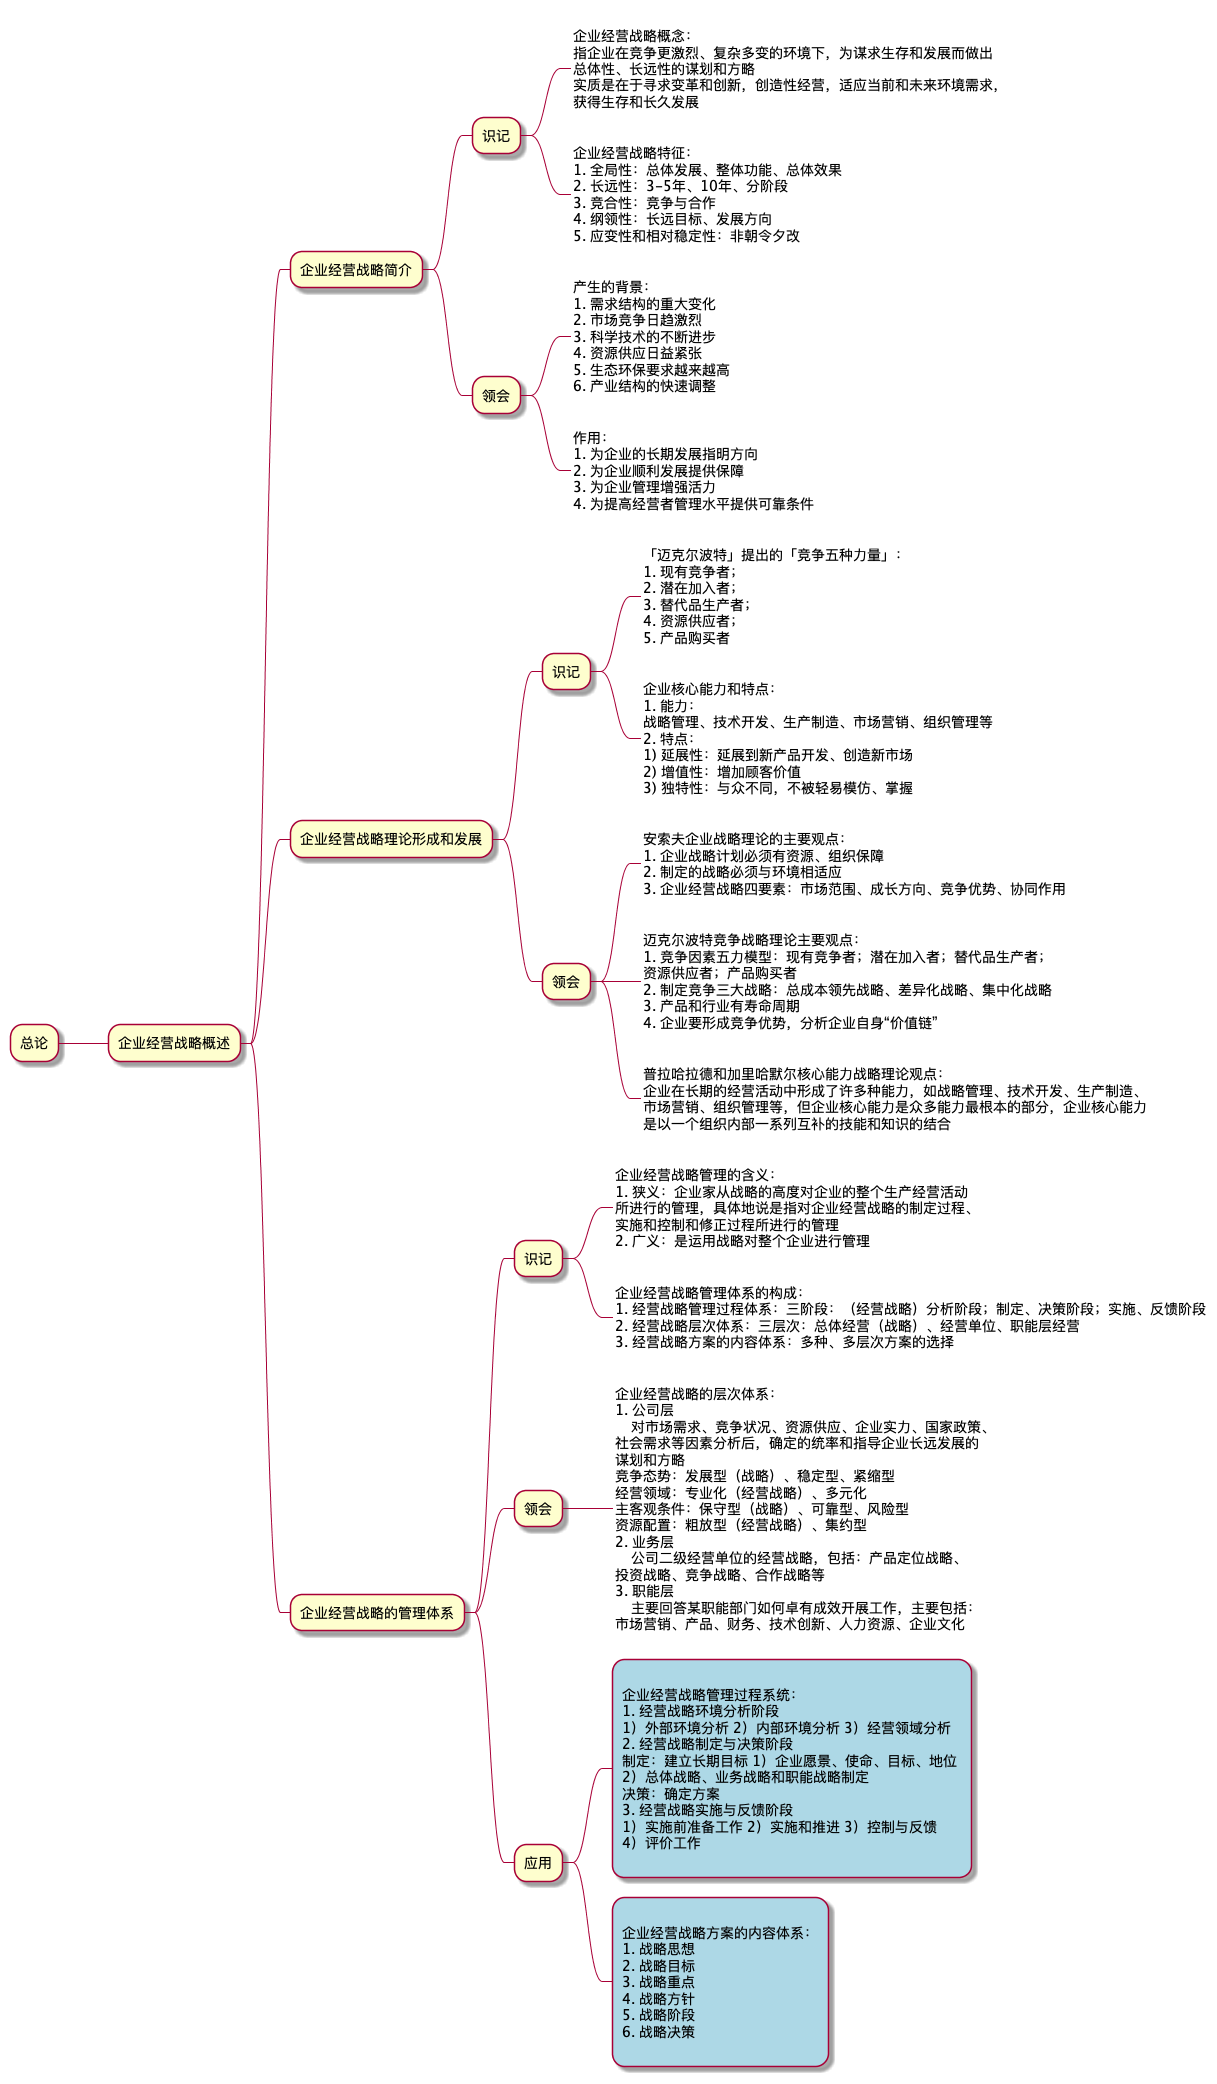 总论
企业经营战略概述
企业经营战略简介
识记
企业经营战略概念：
指企业在竞争更激烈、复杂多变的环境下，为谋求生存和发展而做出
总体性、长远性的谋划和方略
实质是在于寻求变革和创新，创造性经营，适应当前和未来环境需求，
获得生存和长久发展
企业经营战略特征：
1. 全局性：总体发展、整体功能、总体效果
2. 长远性：3-5年、10年、分阶段
3. 竞合性：竞争与合作
4. 纲领性：长远目标、发展方向
5. 应变性和相对稳定性：非朝令夕改
领会
产生的背景：
1. 需求结构的重大变化
2. 市场竞争日趋激烈
3. 科学技术的不断进步
4. 资源供应日益紧张
5. 生态环保要求越来越高
6. 产业结构的快速调整
作用：
1. 为企业的长期发展指明方向
2. 为企业顺利发展提供保障
3. 为企业管理增强活力
4. 为提高经营者管理水平提供可靠条件
企业经营战略理论形成和发展
识记
「迈克尔波特」提出的「竞争五种力量」：
1. 现有竞争者；
2. 潜在加入者；
3. 替代品生产者；
4. 资源供应者；
5. 产品购买者
企业核心能力和特点：
1. 能力：
战略管理、技术开发、生产制造、市场营销、组织管理等
2. 特点：
1) 延展性：延展到新产品开发、创造新市场
2) 增值性：增加顾客价值
3) 独特性：与众不同，不被轻易模仿、掌握
领会
安索夫企业战略理论的主要观点：
1. 企业战略计划必须有资源、组织保障
2. 制定的战略必须与环境相适应
3. 企业经营战略四要素：市场范围、成长方向、竞争优势、协同作用
迈克尔波特竞争战略理论主要观点：
1. 竞争因素五力模型：现有竞争者；潜在加入者；替代品生产者；
资源供应者；产品购买者
2. 制定竞争三大战略：总成本领先战略、差异化战略、集中化战略
3. 产品和行业有寿命周期
4. 企业要形成竞争优势，分析企业自身“价值链”
普拉哈拉德和加里哈默尔核心能力战略理论观点：
企业在长期的经营活动中形成了许多种能力，如战略管理、技术开发、生产制造、
市场营销、组织管理等，但企业核心能力是众多能力最根本的部分，企业核心能力
是以一个组织内部一系列互补的技能和知识的结合
企业经营战略的管理体系
识记
企业经营战略管理的含义：
1. 狭义：企业家从战略的高度对企业的整个生产经营活动
所进行的管理，具体地说是指对企业经营战略的制定过程、
实施和控制和修正过程所进行的管理
2. 广义：是运用战略对整个企业进行管理
企业经营战略管理体系的构成：
1. 经营战略管理过程体系：三阶段：（经营战略）分析阶段；制定、决策阶段；实施、反馈阶段
2. 经营战略层次体系：三层次：总体经营（战略）、经营单位、职能层经营
3. 经营战略方案的内容体系：多种、多层次方案的选择
领会
企业经营战略的层次体系：
1. 公司层
对市场需求、竞争状况、资源供应、企业实力、国家政策、
社会需求等因素分析后，确定的统率和指导企业长远发展的
谋划和方略
竞争态势：发展型（战略）、稳定型、紧缩型
经营领域：专业化（经营战略）、多元化
主客观条件：保守型（战略）、可靠型、风险型
资源配置：粗放型（经营战略）、集约型
2. 业务层
公司二级经营单位的经营战略，包括：产品定位战略、
投资战略、竞争战略、合作战略等
3. 职能层
主要回答某职能部门如何卓有成效开展工作，主要包括：
市场营销、产品、财务、技术创新、人力资源、企业文化
应用
企业经营战略管理过程系统：
1. 经营战略环境分析阶段
1）外部环境分析 2）内部环境分析 3）经营领域分析
2. 经营战略制定与决策阶段
制定：建立长期目标 1）企业愿景、使命、目标、地位
2）总体战略、业务战略和职能战略制定
决策：确定方案
3. 经营战略实施与反馈阶段
1）实施前准备工作 2）实施和推进 3）控制与反馈
4）评价工作
企业经营战略方案的内容体系：
1. 战略思想
2. 战略目标
3. 战略重点
4. 战略方针
5. 战略阶段
6. 战略决策